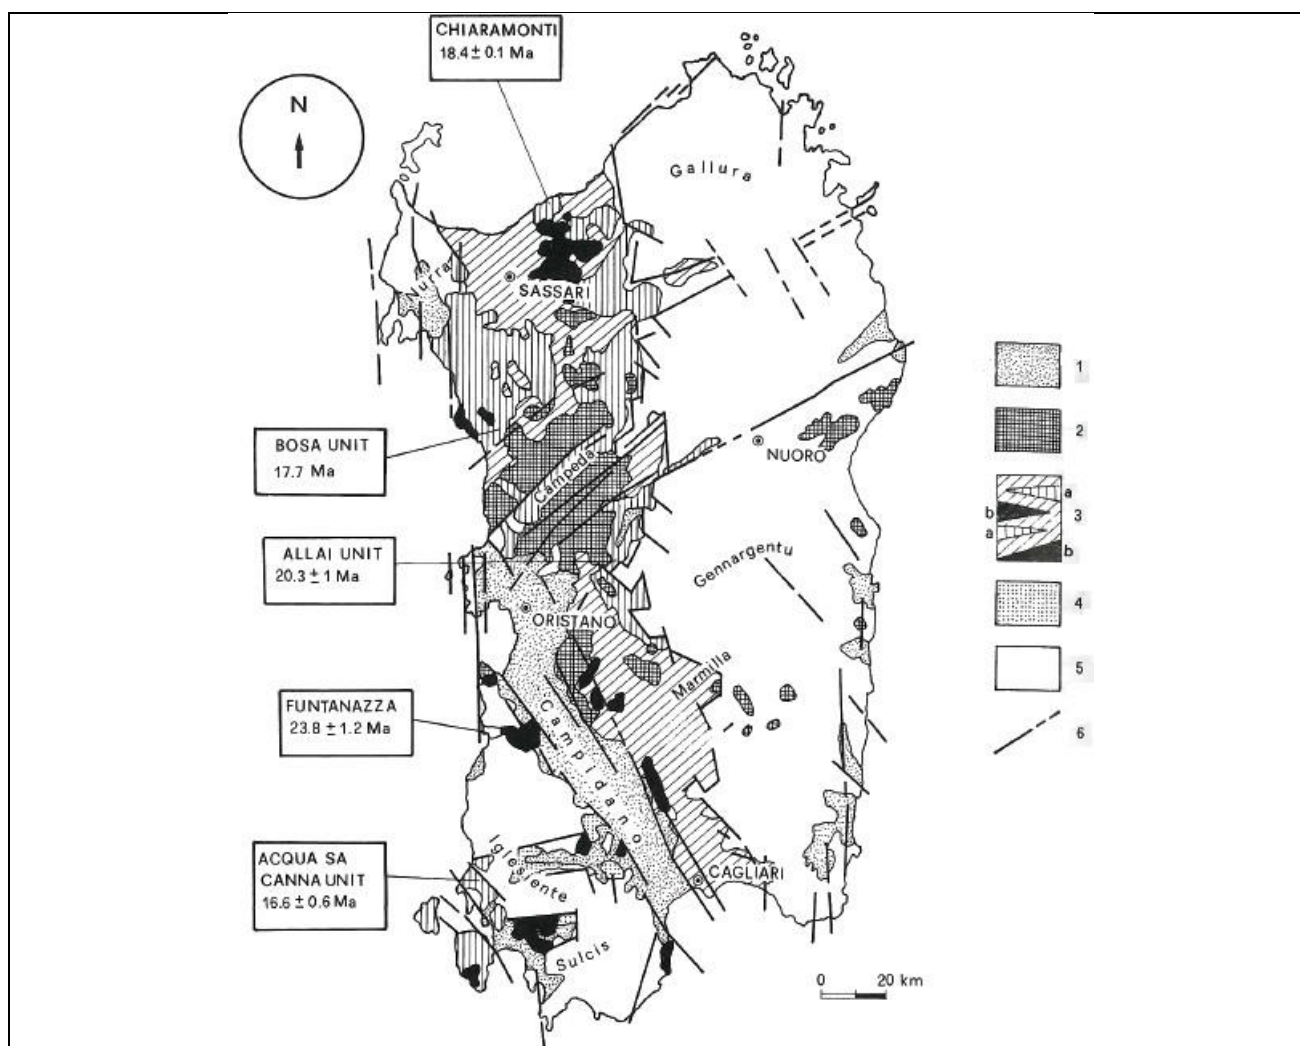 CHIARAMONTI
18.4 ± 0.1 Ma
N
Gallura
Nurra
SASSARI
BOSA UNIT
17.7 Ma
Campeda
NUORO
ALLAI UNIT
20.3 ± 1 Ma
Gennargentu
ORISTANO
Marmilla
FUNTANAZZA
23.8 ± 1.2 Ma
Campidano
Iglesiente
ACQUA SA
CANNA UNIT
16.6 ± 0.6 Ma
CAGLIARI
Sulcis
0 20 km
1
2
a
b 3
a
b
4
5
6